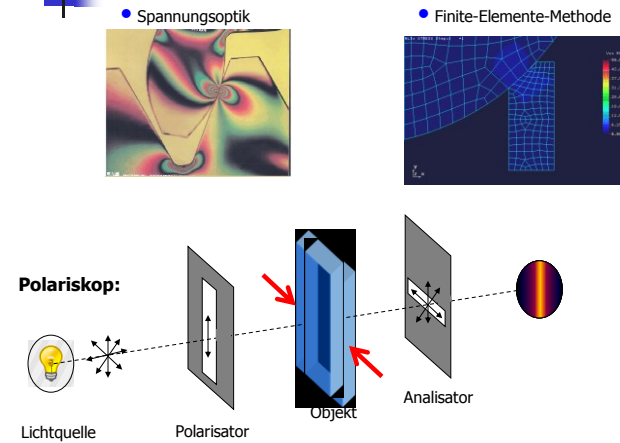 • Spannungsoptik
• Finite-Elemente-Methode
Polariskop:
Lichtquelle
Polarisator
Objekt
Analisator